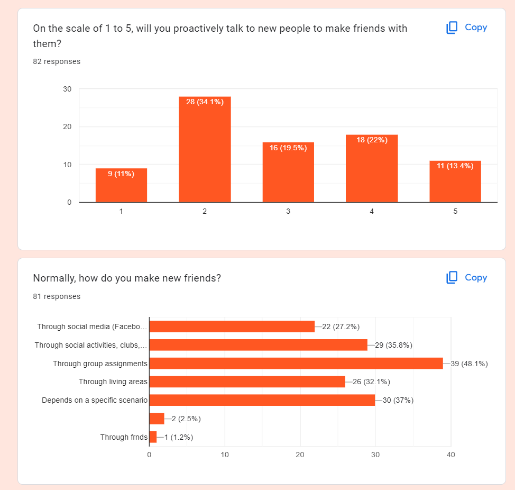 On the scale of 1 to 5, will you proactively talk to new people to make friends with
them?
Copy
82 responses
30
20
10
0
9 (11%)
28 (34.1%)
16 (19.5%)
18 (22%)
11 (13.4%)
1
2
3
4
5
Normally, how do you make new friends?
Copy
81 responses
Through social media (Facebo...
22 (27.2%)
Through social activities, clubs,...
29 (35.8%)
Through group assignments
39 (48.1%)
Through living areas
26 (32.1%)
Depends on a specific scenario
30 (37%)
2 (2.5%)
Through frnds
1 (1.2%)
0
10
20
30
40